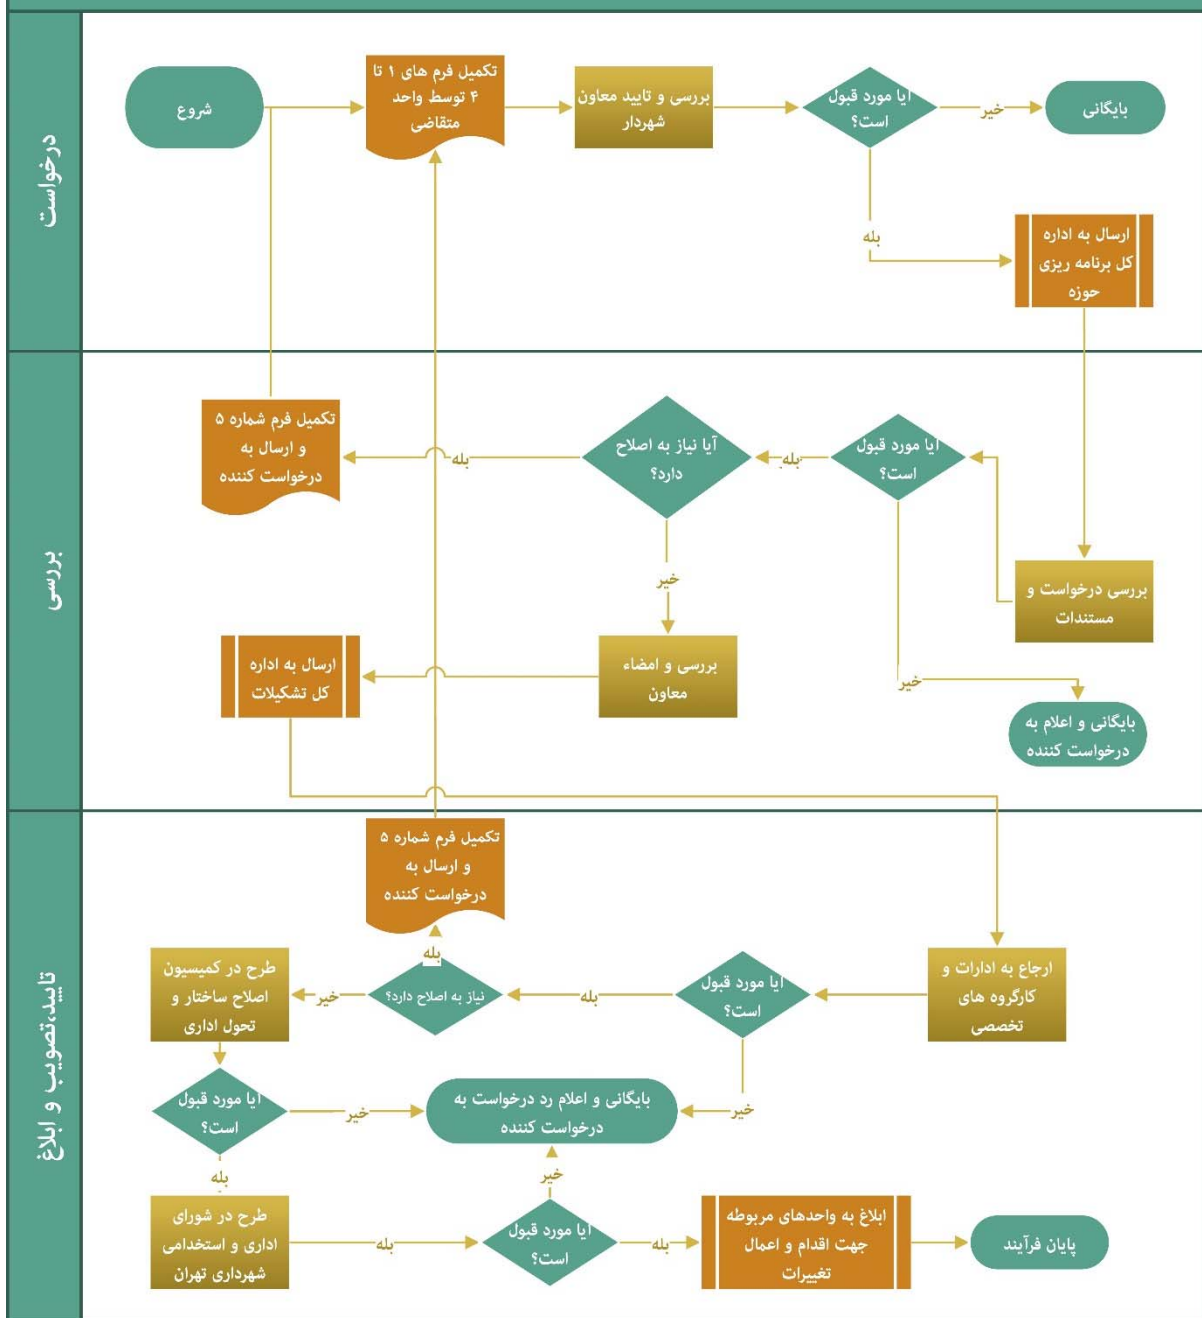 درخواست
شروع
تکمیل فرم های ۱ تا
۴ توسط واحد
متقاضی
بررسی و تایید معاون
شهردار
آیا مورد قبول
است؟
خیر
بایگانی
بله
ارسال به اداره
کل برنامه ریزی
حوزه
بررسی
بررسی درخواست و
مستندات
آیا مورد قبول
است؟
بله
خیر
بایگانی و اعلام به
درخواست کننده
آیا نیاز به اصلاح
دارد؟
بله
تکمیل فرم شماره ۵
و ارسال به
درخواست کننده
خیر
بررسی و امضاء
معاون
ارسال به اداره
کل تشکیلات
تایید،تصویب و ابلاغ
ارجاع به ادارات و
کارگروه های
تخصصی
آیا مورد قبول
است؟
بله
خیر
نیاز به اصلاح دارد؟
بله
تکمیل فرم شماره ۵
و ارسال به
درخواست کننده
خیر
طرح در کمیسیون
اصلاح ساختار و
تحول اداری
آیا مورد قبول
است؟
خیر
بایگانی و اعلام رد درخواست به
درخواست کننده
بله
طرح در شورای
اداری و استخدامی
شهرداری تهران
بله
آیا مورد قبول
است؟
خیر
بله
ابلاغ به واحدهای مربوطه
جهت اقدام و اعمال
تغییرات
پایان فرآیند